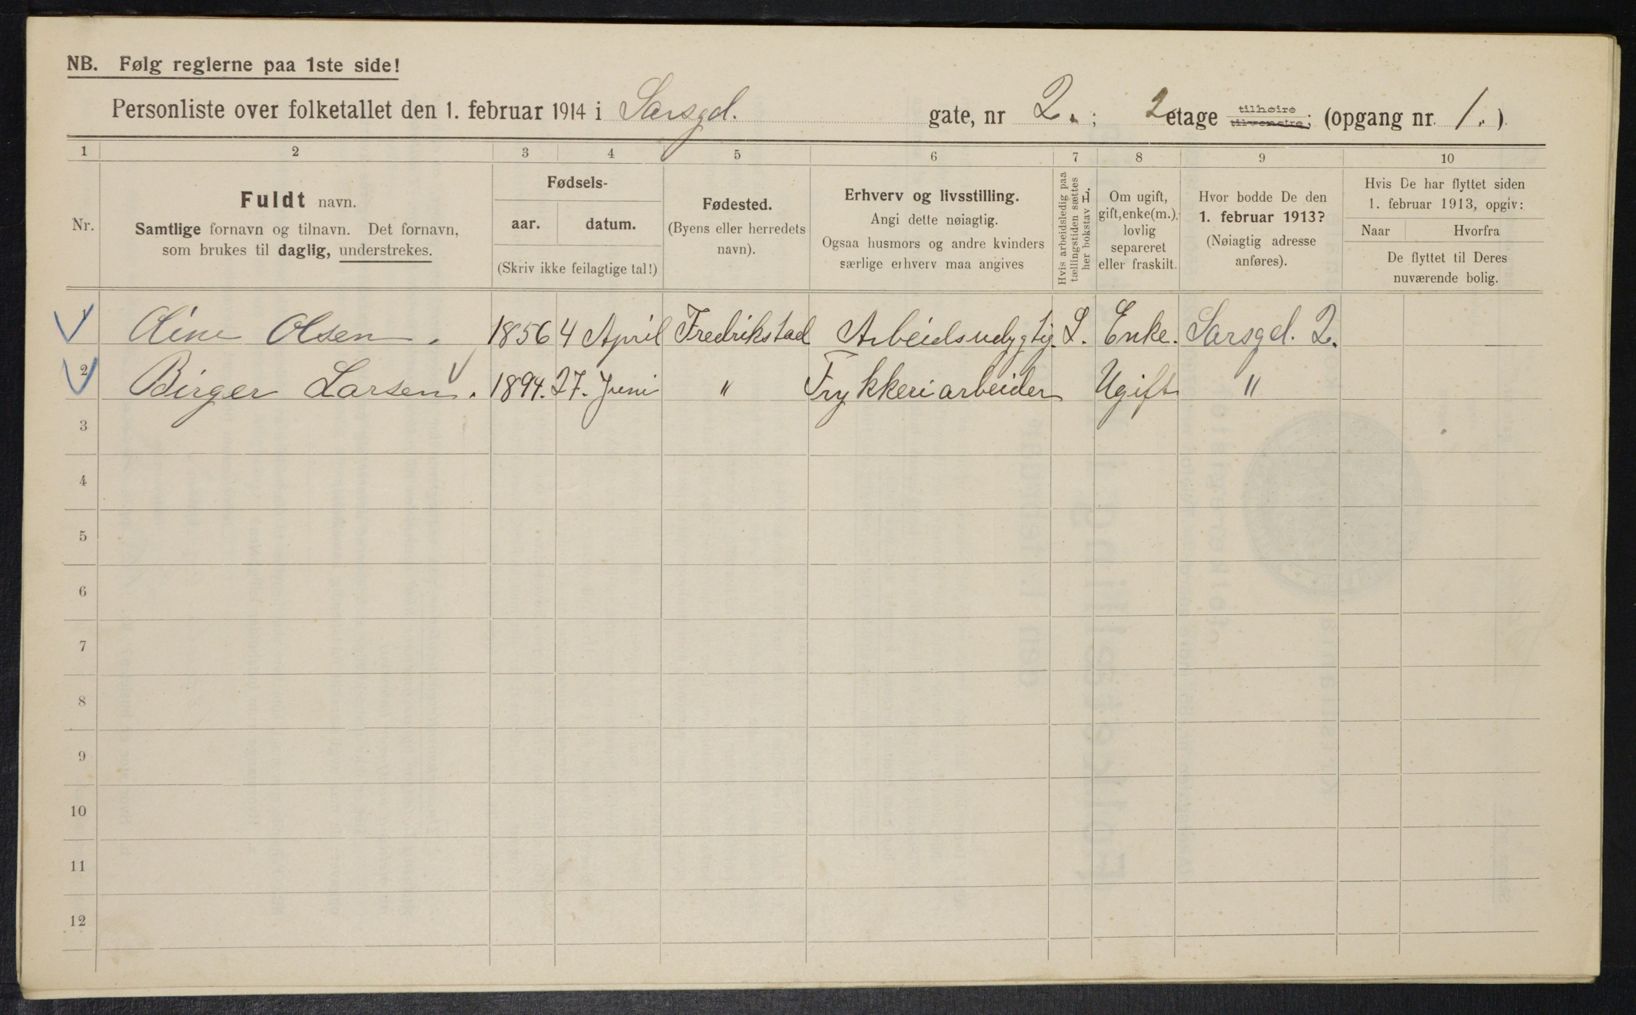 NB. Følg reglerne paa 1ste side!
Personliste over folketallet den 1. februar 1914 i Sarsgd. gate, nr 2.; 2 etage tilhøire tilvenstre; (opgang nr. 1.)
1 2 3 4 5 6 7 8 9 10
Nr.
Fuldt navn.
Samtlige fornavn og tilnavn. Det fornavn,
som brukes til daglig, understrekes.
Fødsels-
aar. datum.
(Skriv ikke feilagtige tal!)
Fødested.
(Byens eller herredets
navn).
Erhverv og livsstilling.
Angi dette nøiagtig.
Ogsaa husmors og andre kvinders
særlige erhverv maa angives
Hvis arbeidsledig paa
tællingstiden sættes
her bokstav L.
Om ugift,
gift, enke(m.),
lovlig
separeret
eller fraskilt.
Hvor bodde De den
1. februar 1913?
(Nøiagtig adresse
anføres).
Hvis De har flyttet siden
1. februar 1913, opgiv:
Naar Hvorfra
De flyttet til Deres
nuværende bolig.
1 Olsen. 1856 4 April Fredrikstad Arbeidsudygtig. L. Enke. Sarsgd. 2.
2 Birger Larsen. 1894. 27. Juni " Trykkeriarbeider Ugift "
3
4
5
6
7
8
9
10
11
12